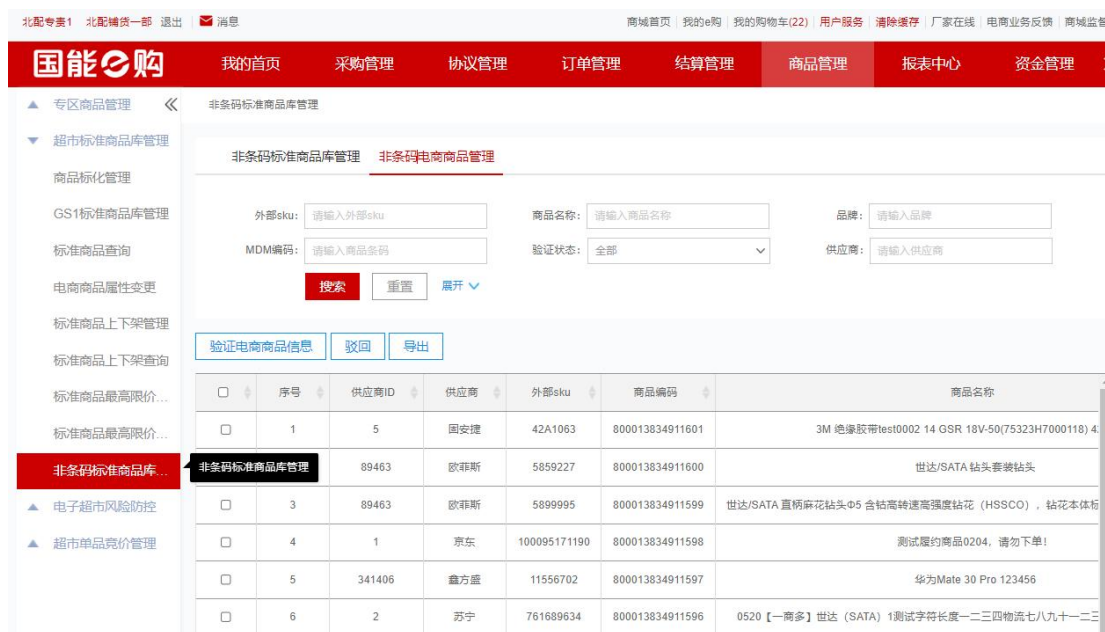 北配专责1 北配铺货一部 退出 消息 商城首页 我的e购 我的购物车(22) 用户服务 清除缓存 厂家在线 电商业务反馈 商城监督
国能e购 我的首页 采购管理 协议管理 订单管理 结算管理 商品管理 报表中心 资金管理
专区商品管理
非条码标准商品库管理
超市标准商品库管理
商品标化管理
GS1标准商品库管理
标准商品查询
电商商品属性变更
标准商品上下架管理
标准商品上下架查询
标准商品最高限价...
标准商品最高限价...
非条码标准商品库...
电子超市风险防控
超市单品竞价管理
非条码标准商品库管理 非条码电商商品管理
外部sku: 请输入外部sku 商品名称: 请输入商品名称 品牌: 请输入品牌
MDM编码: 请输入商品条码 验证状态: 全部 供应商: 请输入供应商
搜索 重置 展开
验证电商商品信息 驳回 导出
序号 供应商ID 供应商 外部sku 商品编码 商品名称
1 5 固安捷 42A1063 800013834911601 3M 绝缘胶带test0002 14 GSR 18V-50(75323H7000118) 4
非条码标准商品库管理 89463 欧菲斯 5859227 800013834911600 世达/SATA 钻头套装钻头
3 89463 欧菲斯 5899995 800013834911599 世达/SATA 直柄麻花钻头Φ5 含钴高转速高强度钻花（HSSCO），钻花本体标
4 1 京东 100095171190 800013834911598 测试履约商品0204，请勿下单！
5 341406 鑫方盛 11556702 800013834911597 华为Mate 30 Pro 123456
6 2 苏宁 761689634 800013834911596 0520【一商多】世达（SATA）1测试字符长度一二三四物流七八九十一二三